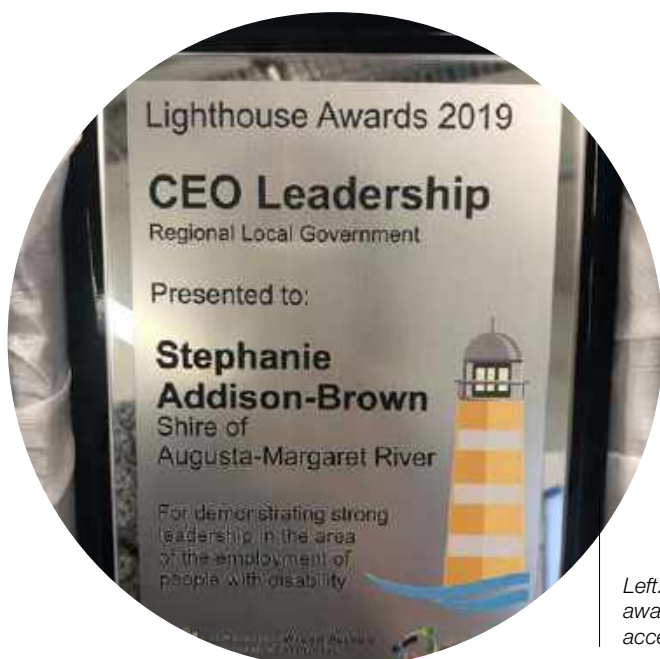 Lighthouse Awards 2019
CEO Leadership
Regional Local Government
Presented to:
Stephanie
Addison-Brown
Shire of
Augusta-Margaret River
For demonstrating strong
leadership in the area
of the employment of
people with disability
Left:
awa
acce